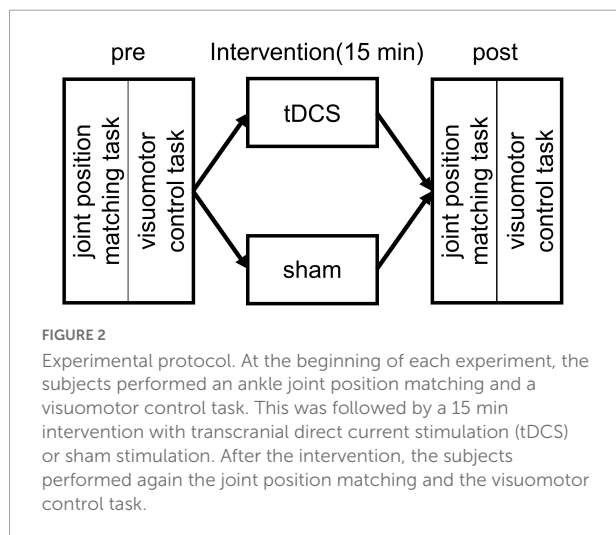 pre
Intervention(15 min)
post
joint position
matching task
visuomotor
control task
tDCS
sham
joint position
matching task
visuomotor
control task
FIGURE 2
Experimental protocol. At the beginning of each experiment, the
subjects performed an ankle joint position matching and a
visuomotor control task. This was followed by a 15 min
intervention with transcranial direct current stimulation (tDCS)
or sham stimulation. After the intervention, the subjects
performed again the joint position matching and the visuomotor
control task.